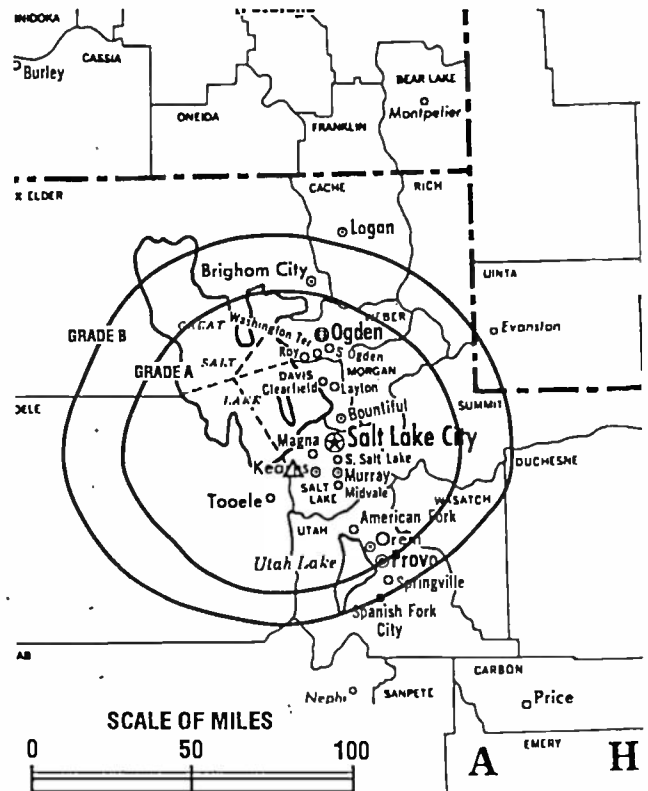 INIDOKA
CASSIA
Burley
ONEIDA
FRANKLIN
BEAR LAKE
Montpelier
X ELDER
CACHE
RICH
Logan
Brighom City
UINTA
GRADE B
GREAT
Washington Ter
WEBER
Ogden
Evanston
Roy
S Ogden
GRADE A
SALT
MORGAN
DAVIS
Clearfield
Layton
LAKE
Bountiful
SUMMIT
Magna
Salt Lake City
S. Salt Lake
DUCHESNE
Kearns
Murray
SALT
LAKE
Midvale
WASATCH
Tooele
American Fork
UTAH
Orem
Utah Lake
Provo
Springville
Spanish Fork
City
AB
CARBON
Nephi
SANPETE
Price
EMERY
SCALE OF MILES
0 50 100
A H